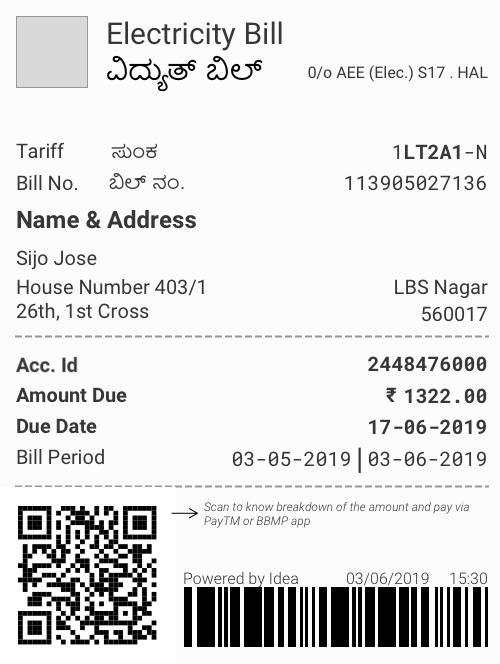 Electricity Bill
ವಿದ್ಯುತ್ ಬಿಲ್ O/o AEE (Elec.) S17 . HAL
Tariff ಸುಂಕ 1LT2A1-N
Bill No. ಬಿಲ್ ನಂ. 113905027136
Name & Address
Sijo Jose
House Number 403/1 LBS Nagar
26th, 1st Cross 560017
Acc. Id 2448476000
Amount Due ₹ 1322.00
Due Date 17-06-2019
Bill Period 03-05-2019 | 03-06-2019
Scan to know breakdown of the amount and pay via
PayTM or BBMP app
Powered by Idea 03/06/2019 15:30